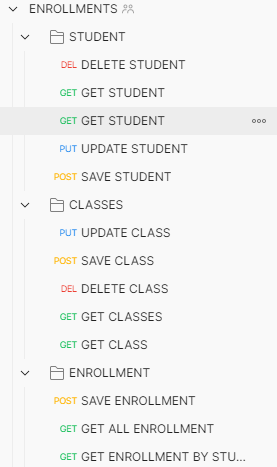 ENROLLMENTS
STUDENT
DEL DELETE STUDENT
GET GET STUDENT
GET GET STUDENT
PUT UPDATE STUDENT
POST SAVE STUDENT
CLASSES
PUT UPDATE CLASS
POST SAVE CLASS
DEL DELETE CLASS
GET GET CLASSES
GET GET CLASS
ENROLLMENT
POST SAVE ENROLLMENT
GET GET ALL ENROLLMENT
GET GET ENROLLMENT BY STU...